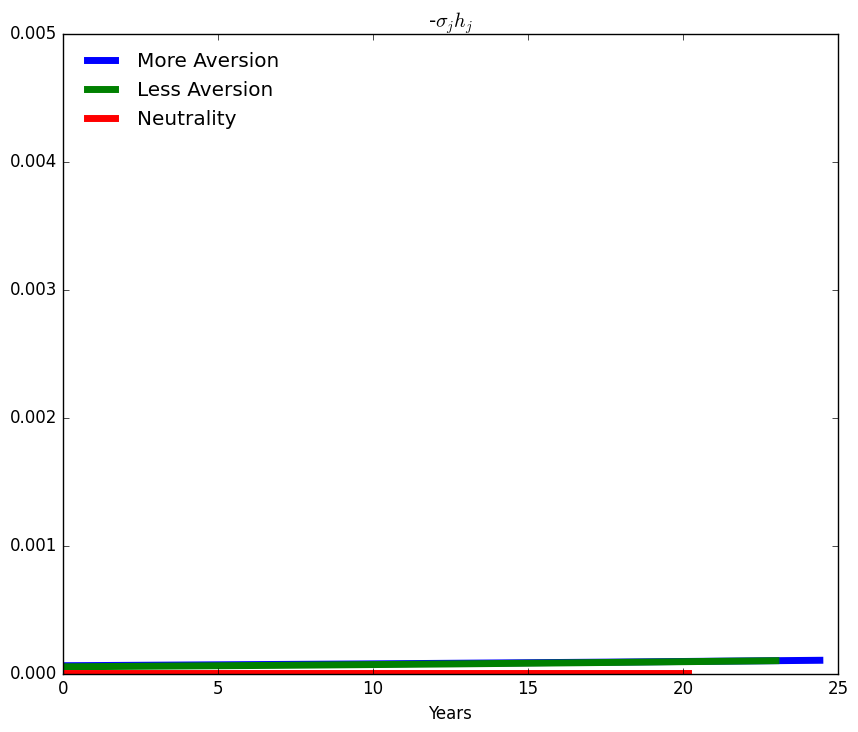 -σⱼhⱼ
0.005
More Aversion
Less Aversion
Neutrality
0.004
0.003
0.002
0.001
0.000
0 5 10 15 20 25
Years